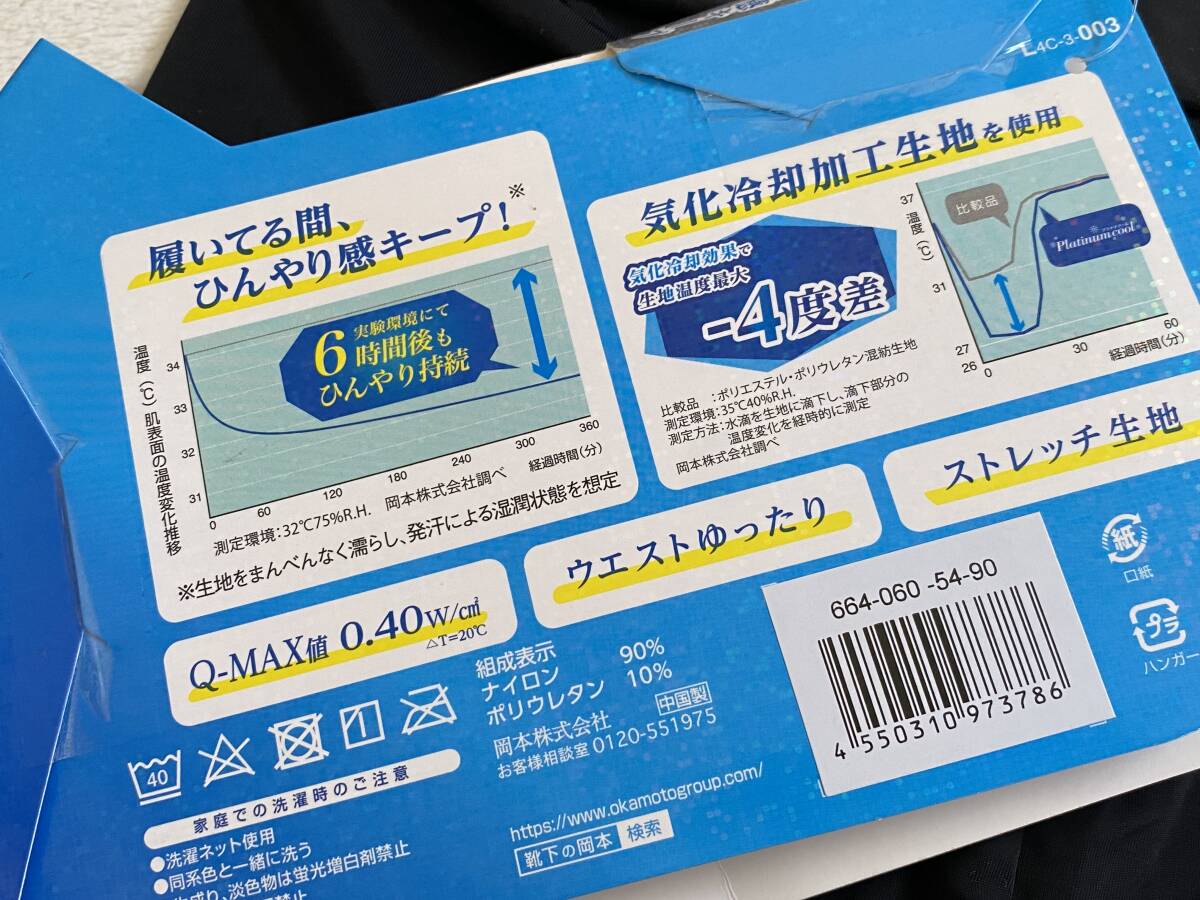 L4C-3-003
履いてる間、
ひんやり感キープ!※
温度(℃)肌表面の温度変化推移
34
33
32
31
実験環境にて
6時間後も
ひんやり持続
0
60
120
180
240
300
360
経過時間(分)
測定環境:32℃75%R.H. 岡本株式会社調べ
※生地をまんべんなく濡らし、発汗による湿潤状態を想定
気化冷却加工生地を使用
気化冷却効果で
生地温度最大
-4度差
比較品 :ポリエステル・ポリウレタン混紡生地
測定環境:35℃40%R.H.
測定方法:水滴を生地に滴下し、滴下部分の
温度変化を経時的に測定
岡本株式会社調べ
37
温度(℃)
31
27
26
0
30
60
経過時間(分)
比較品
Platinumcool
Q-MAX値 0.40W/㎠
△T=20℃
ウエストゆったり
ストレッチ生地
40
家庭での洗濯時のご注意
●洗濯ネット使用
●同系色と一緒に洗う
組成表示
ナイロン 90%
ポリウレタン 10%
岡本株式会社 中国製
お客様相談室 0120-551975
https://www.okamotogroup.com/
靴下の岡本 検索
664-060 -54-90
4 550310 973786
紙
口紙
プラ
ハンガー